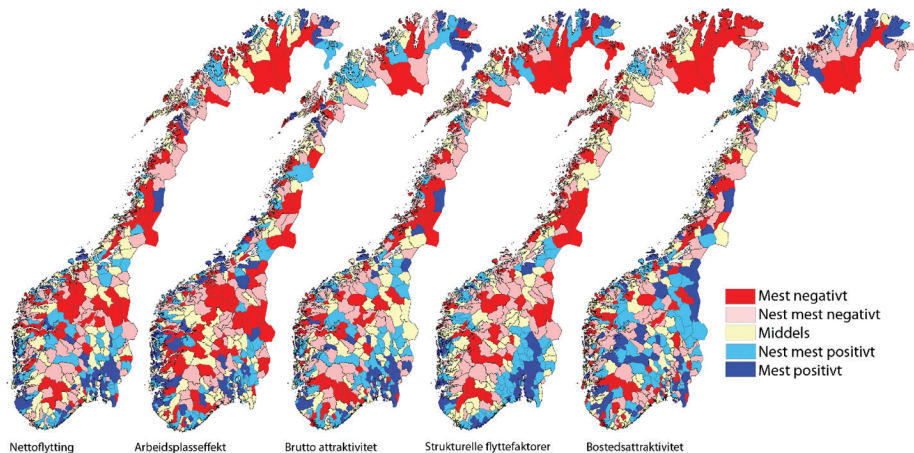 Mest negativt
Nest mest negativt
Middels
Nest mest positivt
Mest positivt
Nettoflytting
Arbeidsplasseffekt
Brutto attraktivitet
Strukturelle flyttefaktorer
Bostedsattraktivitet